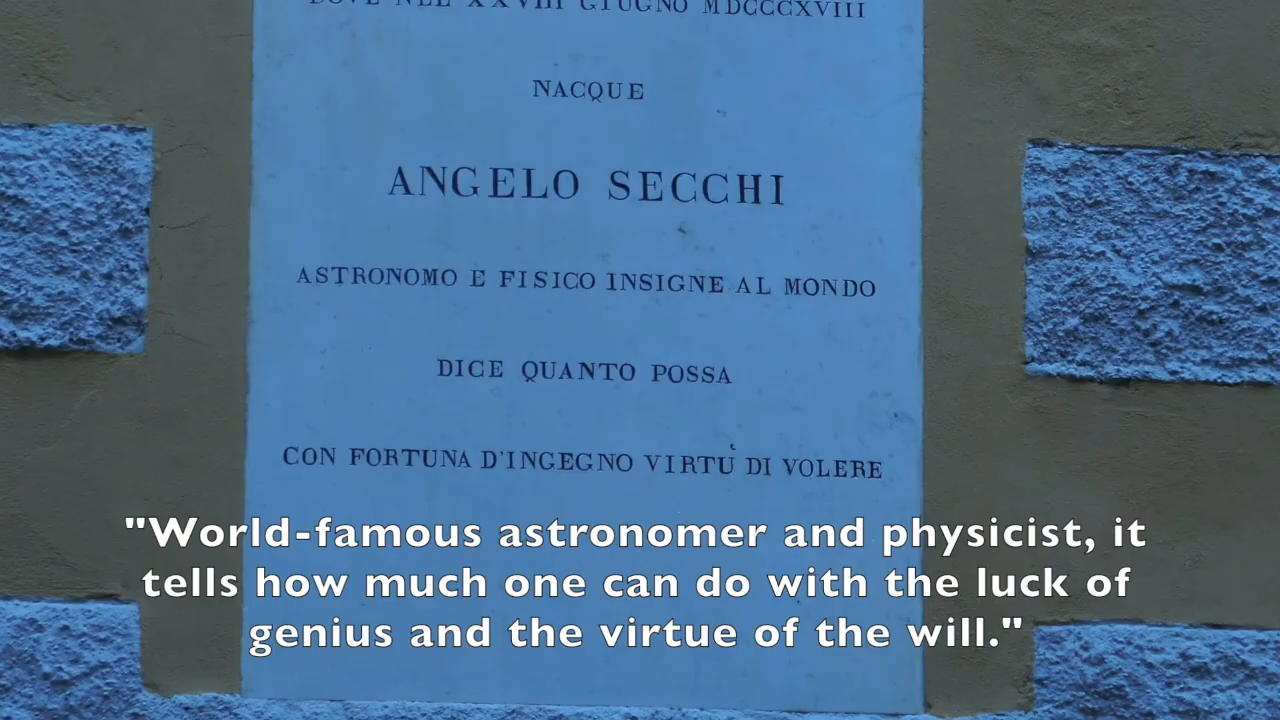 DOVE NEL XXVIII GIUGNO MDCCCXVIII
NACQUE
ANGELO SECCHI
ASTRONOMO E FISICO INSIGNE AL MONDO
DICE QUANTO POSSA
CON FORTUNA D'INGEGNO VIRTÙ DI VOLERE
"World-famous astronomer and physicist, it
tells how much one can do with the luck of
genius and the virtue of the will."